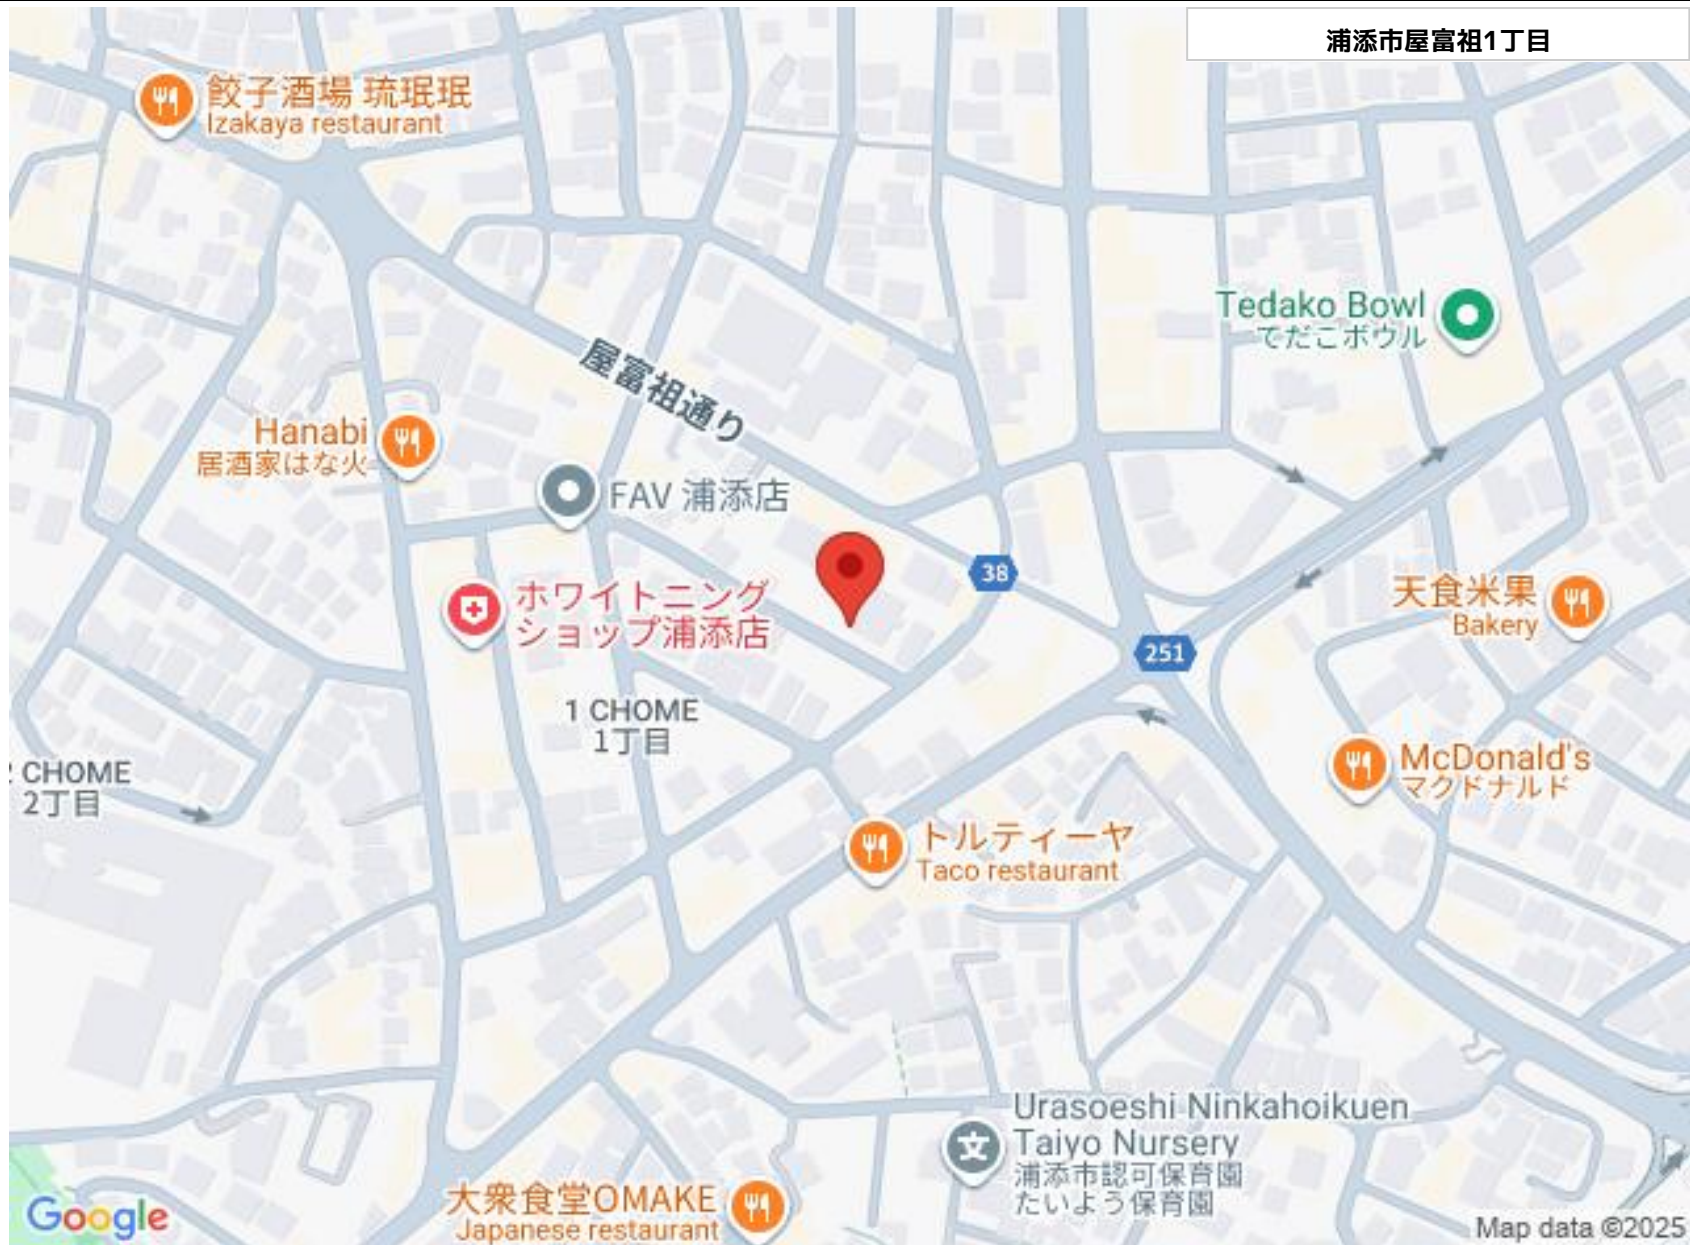 浦添市屋富祖1丁目
餃子酒場 琉珉珉
Izakaya restaurant
Tedako Bowl
てだこボウル
屋富祖通り
Hanabi
居酒家はな火
FAV 浦添店
38
ホワイトニング
ショップ浦添店
天食米果
Bakery
251
1 CHOME
1丁目
McDonald's
マクドナルド
2 CHOME
2丁目
トルティーヤ
Taco restaurant
Urasoeshi Ninkahoikuen
Taiyo Nursery
浦添市認可保育園
たいよう保育園
文
大衆食堂OMAKE
Japanese restaurant
Google
Map data ©2025